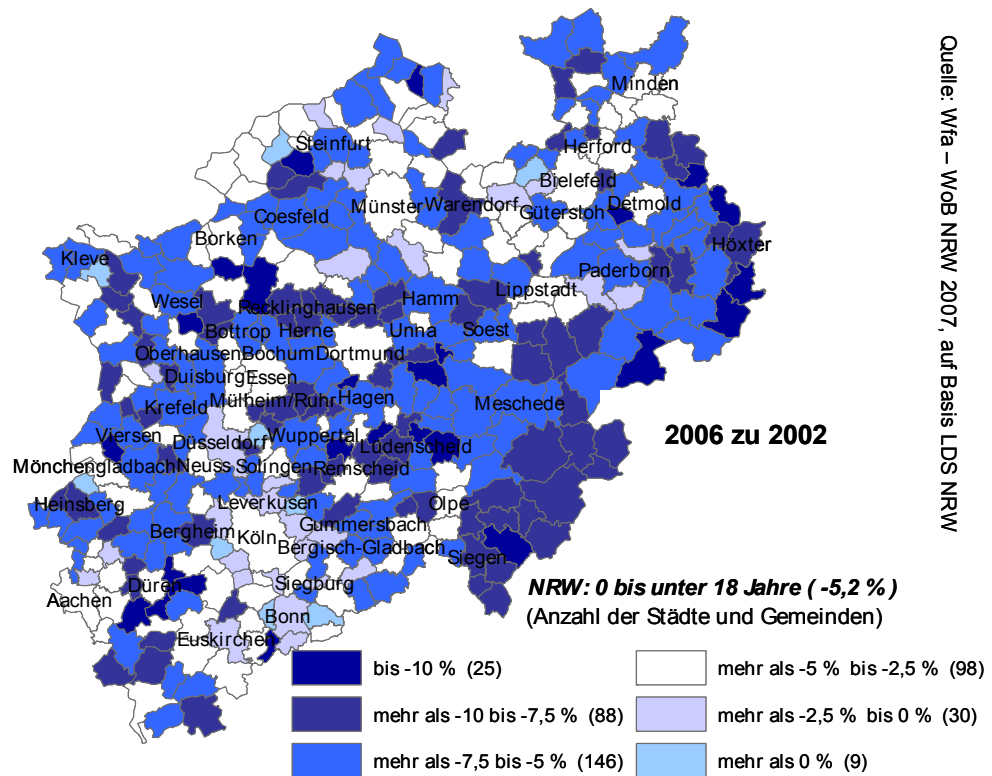 Minden
Steinfurt
Herford
Bielefeld
Münster
Warendorf
Detmold
Coesfeld
Gütersloh
Borken
Höxter
Kleve
Paderborn
Lippstadt
Wesel
Hamm
Recklinghausen
Bottrop
Herne
Unna
Soest
Oberhausen
Bochum
Dortmund
Duisburg
Essen
Mülheim/Ruhr
Hagen
Meschede
Krefeld
Viersen
Düsseldorf
Wuppertal
Lüdenscheid
2006 zu 2002
Mönchengladbach
Neuss
Solingen
Remscheid
Heinsberg
Leverkusen
Olpe
Gummersbach
Bergheim
Köln
Bergisch-Gladbach
Siegen
Düren
Siegburg
Aachen
Bonn
Euskirchen
NRW: 0 bis unter 18 Jahre ( -5,2 % )
(Anzahl der Städte und Gemeinden)
bis -10 % (25)
mehr als -10 bis -7,5 % (88)
mehr als -7,5 bis -5 % (146)
mehr als -5 % bis -2,5 % (98)
mehr als -2,5 % bis 0 % (30)
mehr als 0 % (9)
Quelle: Wfa – WoB NRW 2007, auf Basis LDS NRW